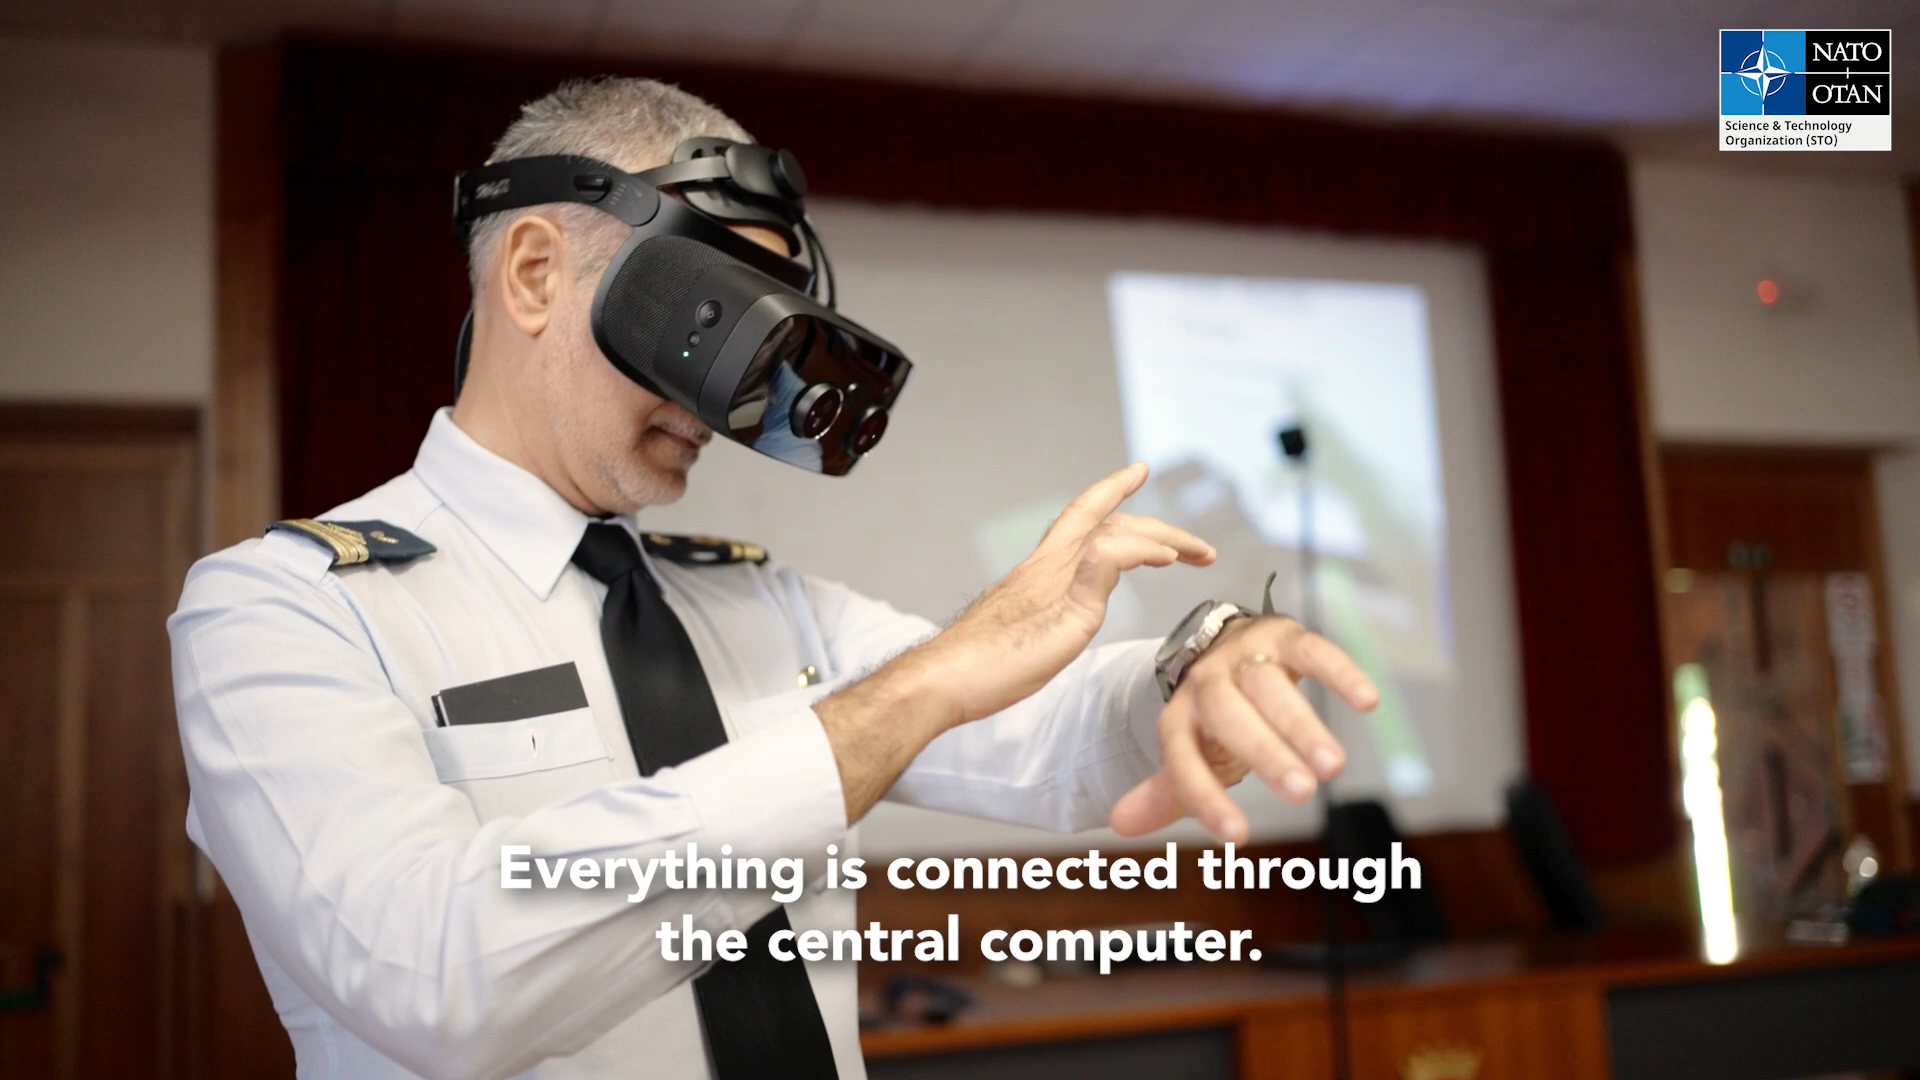 NATO
OTAN
Science & Technology
Organization (STO)
Everything is connected through
the central computer.